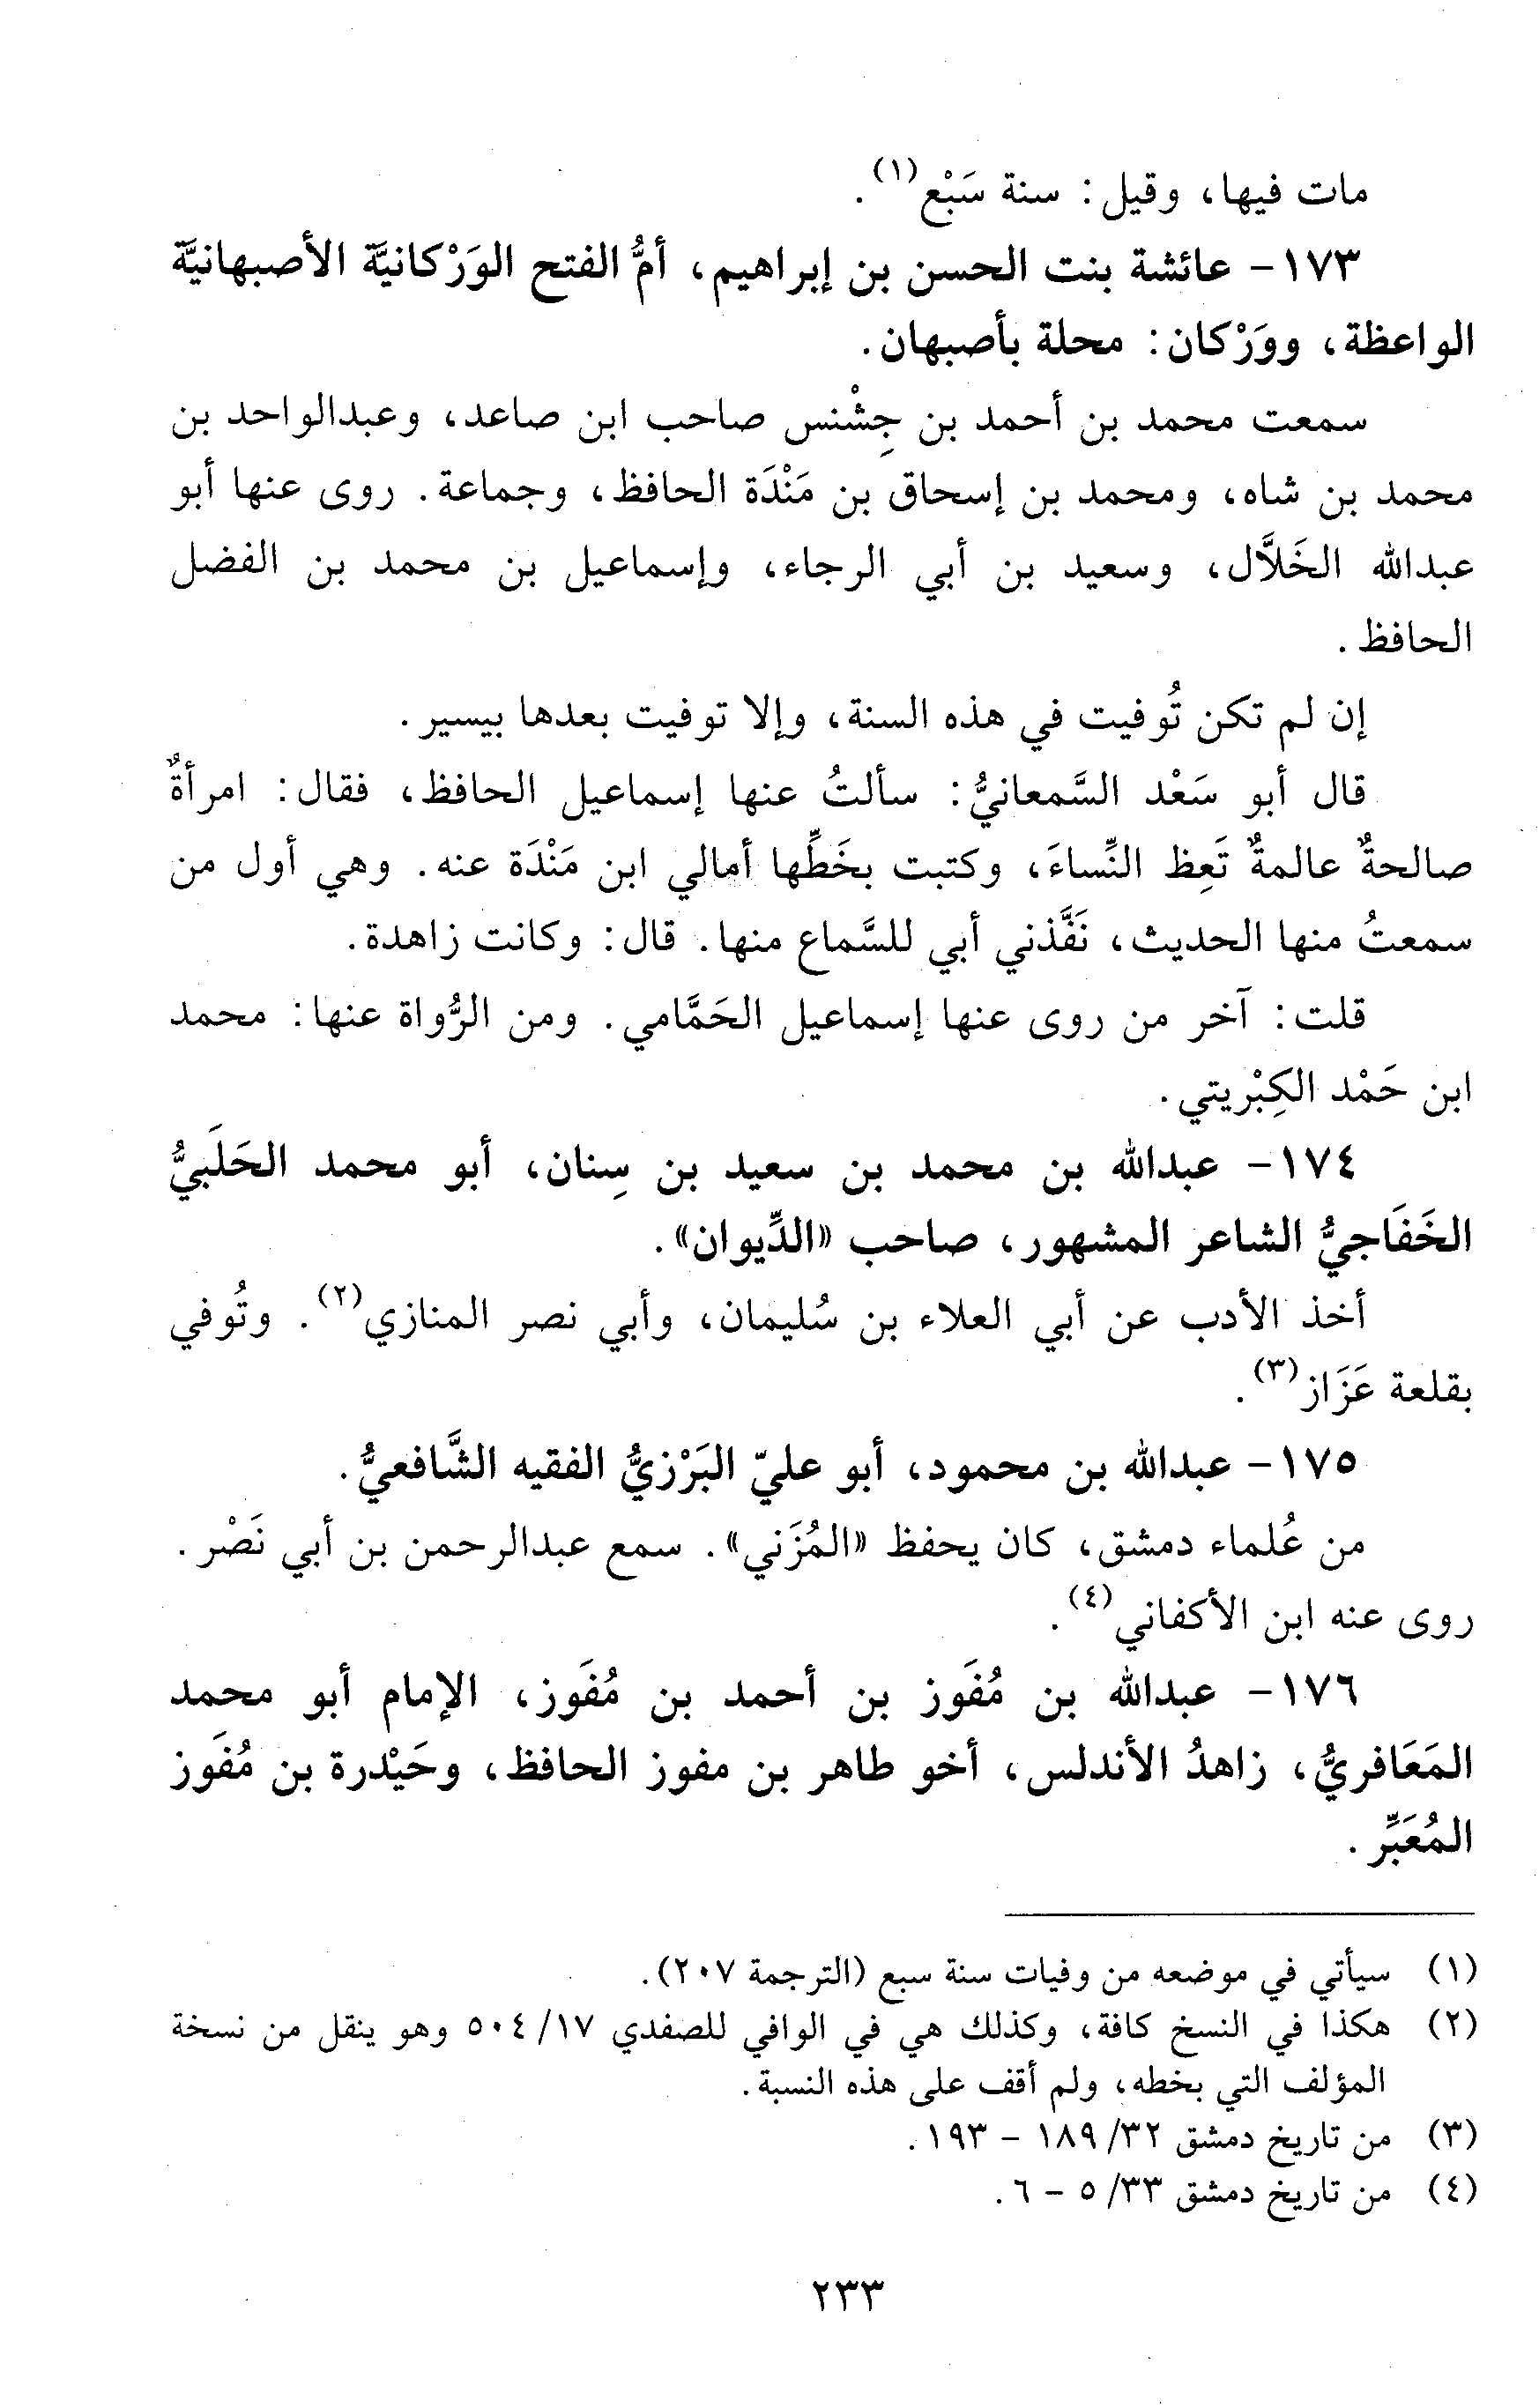 مات فيها، وقيل: سنة سَبْع(١).
١٧٣- عائشة بنت الحسن بن إبراهيم، أمُّ الفتح الوَرْكانيَّة الأصبهانيَّة
الواعظة، ووَرْكان: محلة بأصبهان.
سمعت محمد بن أحمد بن جِشْنس صاحب ابن صاعد، وعبدالواحد بن
محمد بن شاه، ومحمد بن إسحاق بن مَنْدَة الحافظ، وجماعة. روى عنها أبو
عبدالله الخَلاَّل، وسعيد بن أبي الرجاء، وإسماعيل بن محمد بن الفضل
الحافظ.
إن لم تكن تُوفيت في هذه السنة، وإلا توفيت بعدها بيسير.
قال أبو سَعْد السَّمعانيُّ: سألتُ عنها إسماعيل الحافظ، فقال: امرأةٌ
صالحةٌ عالمةٌ تَعِظ النِّساءَ، وكتبت بخَطِّها أمالي ابن مَنْدَة عنه. وهي أول من
سمعتُ منها الحديث، نَفَّذني أبي للسَّماع منها. قال: وكانت زاهدة.
قلت: آخر من روى عنها إسماعيل الحَمَّامي. ومن الرُّواة عنها: محمد
ابن حَمْد الكِبْريتي.
١٧٤- عبدالله بن محمد بن سعيد بن سِنان، أبو محمد الحَلَبيُّ
الخَفَاجيُّ الشاعر المشهور، صاحب «الدِّيوان».
أخذ الأدب عن أبي العلاء بن سُليمان، وأبي نصر المنازي(٢). وتُوفي
بقلعة عَزَاز(٣).
١٧٥- عبدالله بن محمود، أبو عليّ البَرْزيُّ الفقيه الشَّافعيُّ.
من عُلماء دمشق، كان يحفظ «المُزَني». سمع عبدالرحمن بن أبي نَصْر.
روى عنه ابن الأكفاني(٤).
١٧٦- عبدالله بن مُفَوز بن أحمد بن مُفَوز، الإمام أبو محمد
المَعَافريُّ، زاهدُ الأندلس، أخو طاهر بن مفوز الحافظ، وحَيْدرة بن مُفَوز
المُعَبِّر.
(١) سيأتي في موضعه من وفيات سنة سبع (الترجمة ٢٠٧).
(٢) هكذا في النسخ كافة، وكذلك هي في الوافي للصفدي ١٧/ ٥٠٤ وهو ينقل من نسخة
المؤلف التي بخطه، ولم أقف على هذه النسبة.
(٣) من تاريخ دمشق ٣٢/ ١٨٩ - ١٩٣.
(٤) من تاريخ دمشق ٣٣/ ٥ - ٦.
٢٣٣